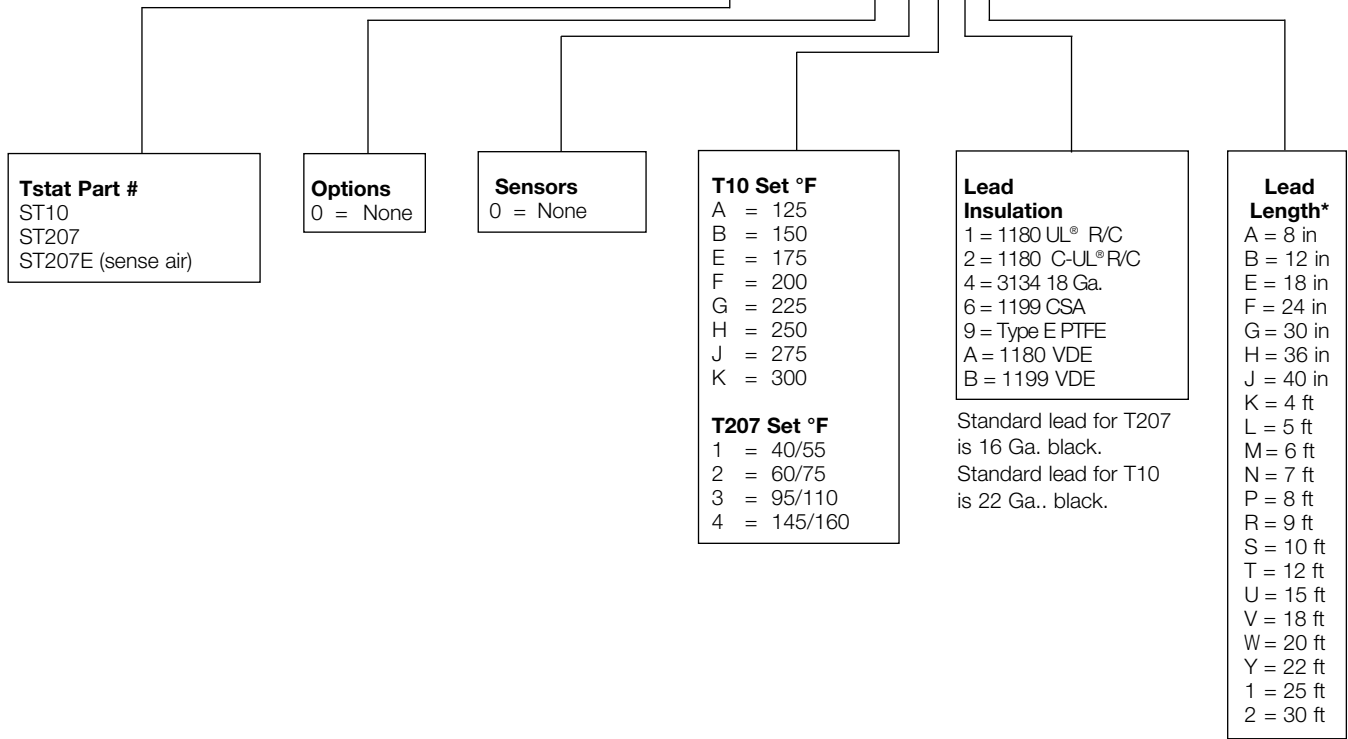 Tstat Part #
ST10
ST207
ST207E (sense air)
Options
0 = None
Sensors
0 = None
T10 Set °F
A = 125
B = 150
E = 175
F = 200
G = 225
H = 250
J = 275
K = 300
T207 Set °F
1 = 40/55
2 = 60/75
3 = 95/110
4 = 145/160
Lead
Insulation
1 = 1180 UL® R/C
2 = 1180 C-UL® R/C
4 = 3134 18 Ga.
6 = 1199 CSA
9 = Type E PTFE
A = 1180 VDE
B = 1199 VDE
Standard lead for T207
is 16 Ga. black.
Standard lead for T10
is 22 Ga.. black.
Lead
Length*
A = 8 in
B = 12 in
E = 18 in
F = 24 in
G = 30 in
H = 36 in
J = 40 in
K = 4 ft
L = 5 ft
M = 6 ft
N = 7 ft
P = 8 ft
R = 9 ft
S = 10 ft
T = 12 ft
U = 15 ft
V = 18 ft
W = 20 ft
Y = 22 ft
1 = 25 ft
2 = 30 ft